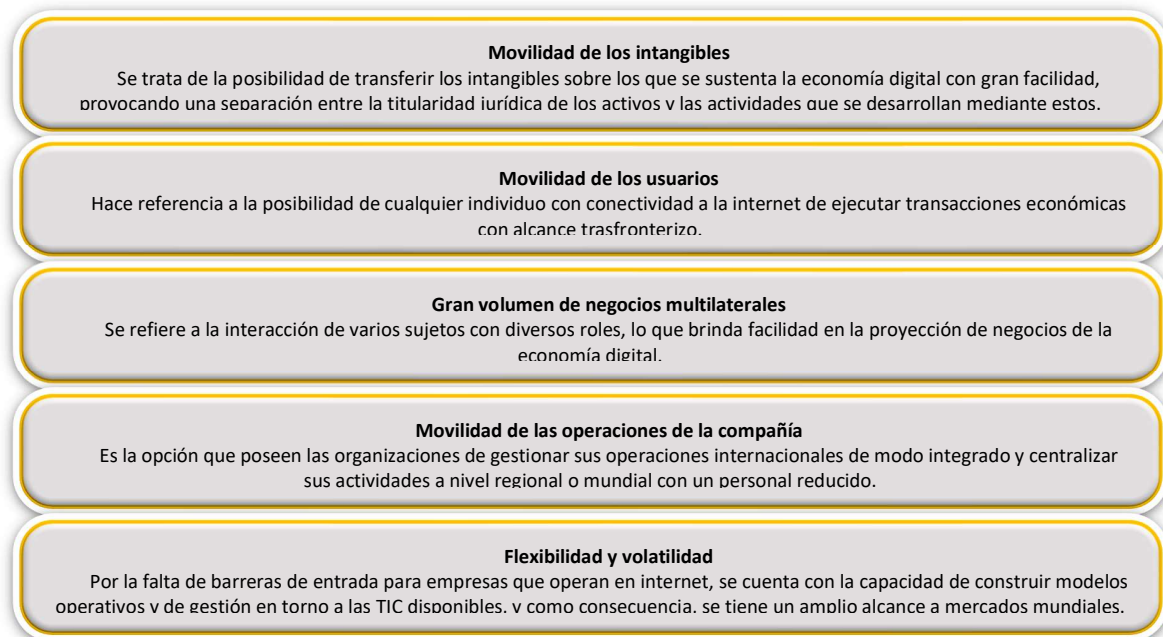 Movilidad de los intangibles
Se trata de la posibilidad de transferir los intangibles sobre los que se sustenta la economía digital con gran facilidad,
provocando una separación entre la titularidad jurídica de los activos y las actividades que se desarrollan mediante estos.
Movilidad de los usuarios
Hace referencia a la posibilidad de cualquier individuo con conectividad a la internet de ejecutar transacciones económicas
con alcance trasfronterizo.
Gran volumen de negocios multilaterales
Se refiere a la interacción de varios sujetos con diversos roles, lo que brinda facilidad en la proyección de negocios de la
economía digital.
Movilidad de las operaciones de la compañía
Es la opción que poseen las organizaciones de gestionar sus operaciones internacionales de modo integrado y centralizar
sus actividades a nivel regional o mundial con un personal reducido.
Flexibilidad y volatilidad
Por la falta de barreras de entrada para empresas que operan en internet, se cuenta con la capacidad de construir modelos
operativos y de gestión en torno a las TIC disponibles, y como consecuencia, se tiene un amplio alcance a mercados mundiales.